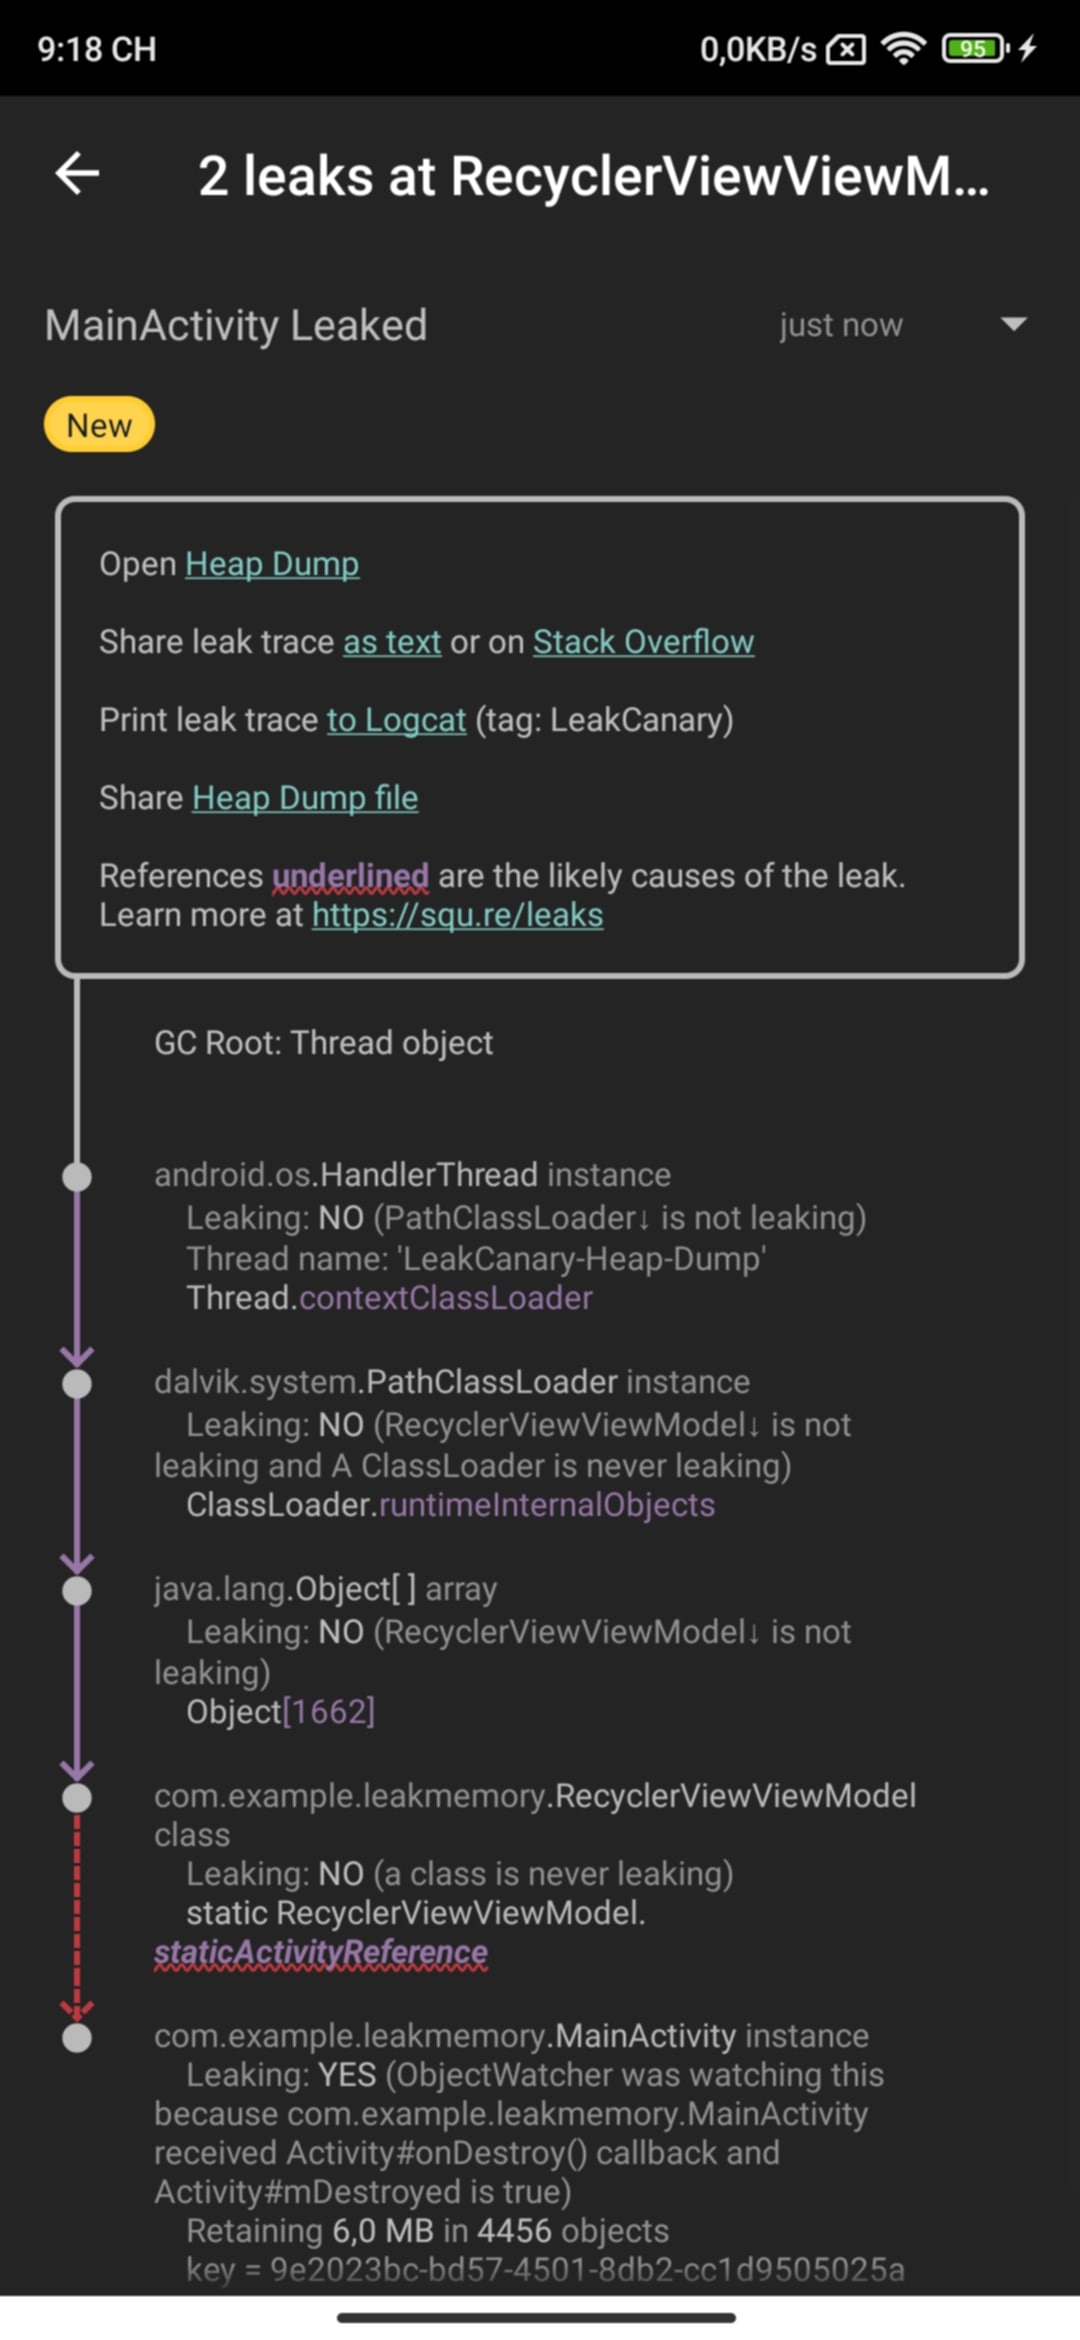 9:18 CH
0,0KB/s
95
2 leaks at RecyclerViewViewM...
MainActivity Leaked
just now
New
Open Heap Dump
Share leak trace as text or on Stack Overflow
Print leak trace to Logcat (tag: LeakCanary)
Share Heap Dump file
References underlined are the likely causes of the leak.
Learn more at https://squ.re/leaks
GC Root: Thread object
android.os.HandlerThread instance
Leaking: NO (PathClassLoader↓ is not leaking)
Thread name: 'LeakCanary-Heap-Dump'
Thread.contextClassLoader
dalvik.system.PathClassLoader instance
Leaking: NO (RecyclerViewViewModel↓ is not
leaking and A ClassLoader is never leaking)
ClassLoader.runtimeInternalObjects
java.lang.Object[] array
Leaking: NO (RecyclerViewViewModel↓ is not
leaking)
Object[1662]
com.example.leakmemory.RecyclerViewViewModel
class
Leaking: NO (a class is never leaking)
static RecyclerViewViewModel.
staticActivityReference
com.example.leakmemory.MainActivity instance
Leaking: YES (ObjectWatcher was watching this
because com.example.leakmemory.MainActivity
received Activity#onDestroy() callback and
Activity#mDestroyed is true)
Retaining 6,0 MB in 4456 objects
key = 9e2023bc-bd57-4501-8db2-cc1d9505025a